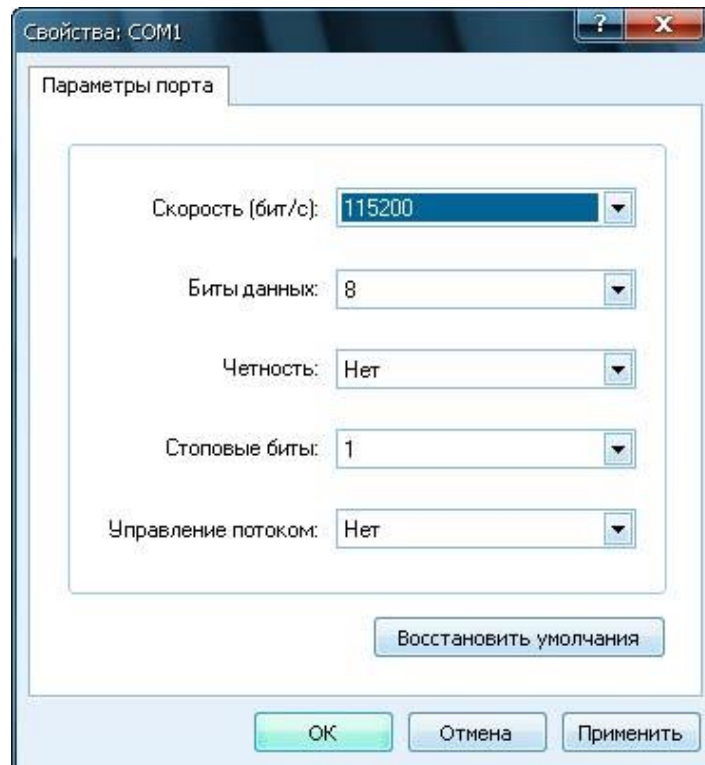 Свойства: COM1
Параметры порта
Скорость (бит/с): 115200
Биты данных: 8
Четность: Нет
Стоповые биты: 1
Управление потоком: Нет
Восстановить умолчания
ОК Отмена Применить